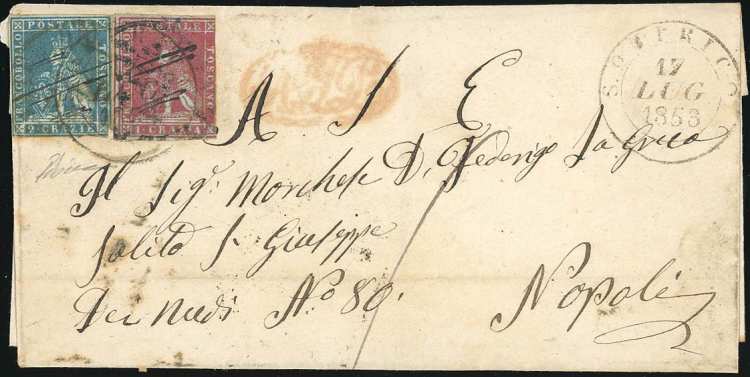 FRANCOBOLLO POSTALE TOSCANO
2 CRAZIE
POSTALE TOSCANO
1 CRAZIA
S. QUIRICO
17
LUG
1853
A S E
Il Sig.r Marchese D. Federigo La Greca
Salita S. Giuseppe
dei Nudi No 80.
Napoli